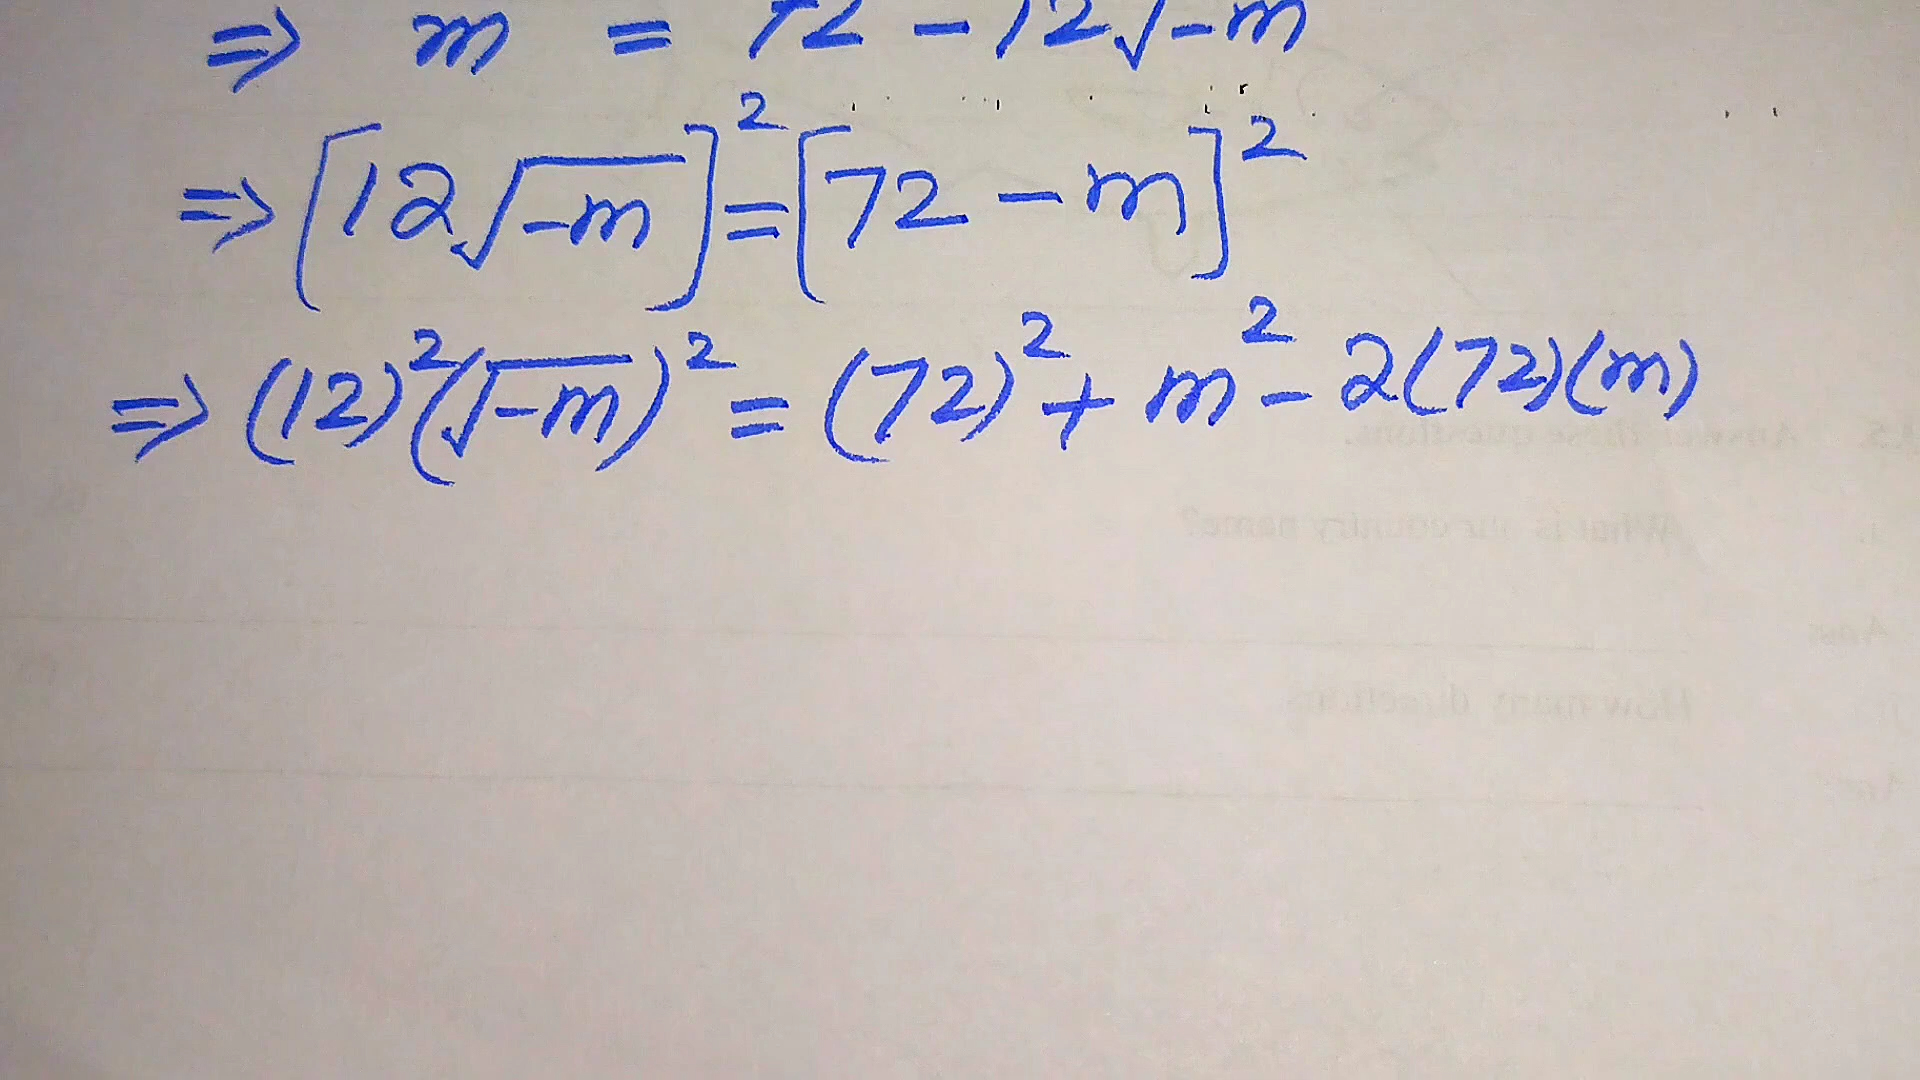 ⇒ m = 72 - 12√-m
⇒ [12√-m]² = [72 - m]²
⇒ (12)²(√-m)² = (72)² + m² - 2(72)(m)